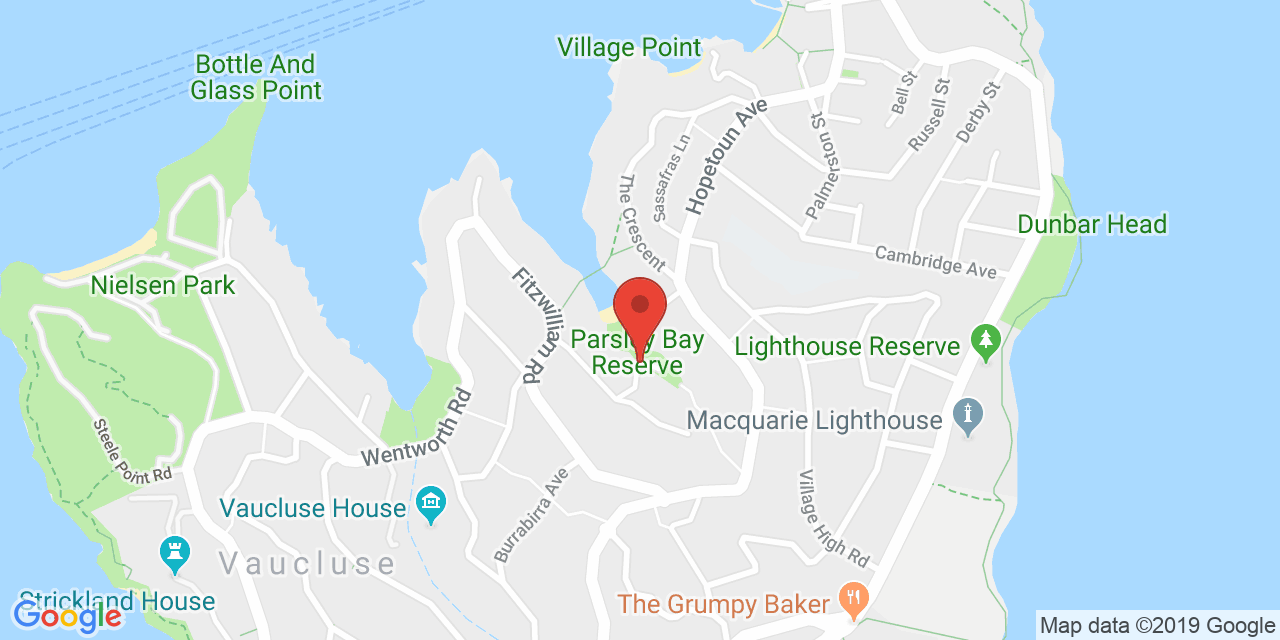 Village Point
Bottle And
Glass Point
Bell St
Russell St
Derby St
Hopetoun Ave
Palmerston St
Sassafras Ln
The Crescent
Dunbar Head
Cambridge Ave
Nielsen Park
Fitzwilliam Rd
Parsley Bay
Reserve
Lighthouse Reserve
Macquarie Lighthouse
Wentworth Rd
Steele Point Rd
Vaucluse House
Burrabirra Ave
Village High Rd
Vaucluse
Strickland House
The Grumpy Baker
Google
Map data ©2019 Google